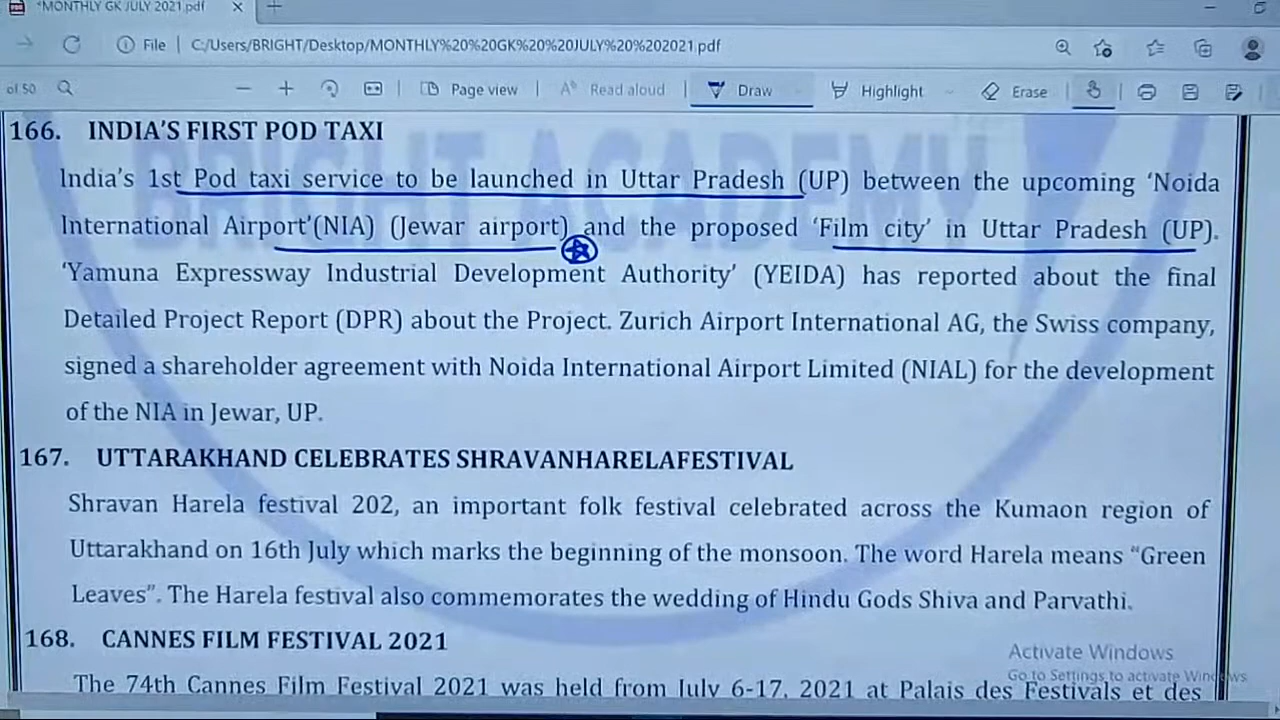 *MONTHLY GK JULY 2021.pdf
File | C:/Users/BRIGHT/Desktop/MONTHLY%20%20GK%20%20JULY%20%202021.pdf
of 50 Page view Read aloud Draw Highlight Erase
BRIGHT ACADEMY
166. INDIA'S FIRST POD TAXI
India's 1st Pod taxi service to be launched in Uttar Pradesh (UP) between the upcoming 'Noida
International Airport'(NIA) (Jewar airport) and the proposed 'Film city' in Uttar Pradesh (UP).
'Yamuna Expressway Industrial Development Authority' (YEIDA) has reported about the final
Detailed Project Report (DPR) about the Project. Zurich Airport International AG, the Swiss company,
signed a shareholder agreement with Noida International Airport Limited (NIAL) for the development
of the NIA in Jewar, UP.
167. UTTARAKHAND CELEBRATES SHRAVANHARELAFESTIVAL
Shravan Harela festival 202, an important folk festival celebrated across the Kumaon region of
Uttarakhand on 16th July which marks the beginning of the monsoon. The word Harela means "Green
Leaves". The Harela festival also commemorates the wedding of Hindu Gods Shiva and Parvathi.
168. CANNES FILM FESTIVAL 2021
Activate Windows
Go to Settings to activate Windows
The 74th Cannes Film Festival 2021 was held from July 6-17, 2021 at Palais des Festivals et des